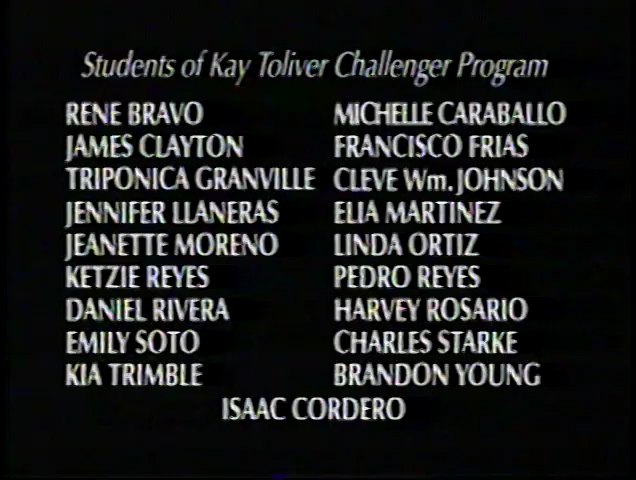 Students of Kay Toliver Challenger Program
RENE BRAVO MICHELLE CARABALLO
JAMES CLAYTON FRANCISCO FRIAS
TRIPONICA GRANVILLE CLEVE Wm. JOHNSON
JENNIFER LLANERAS ELIA MARTINEZ
JEANETTE MORENO LINDA ORTIZ
KETZIE REYES PEDRO REYES
DANIEL RIVERA HARVEY ROSARIO
EMILY SOTO CHARLES STARKE
KIA TRIMBLE BRANDON YOUNG
ISAAC CORDERO